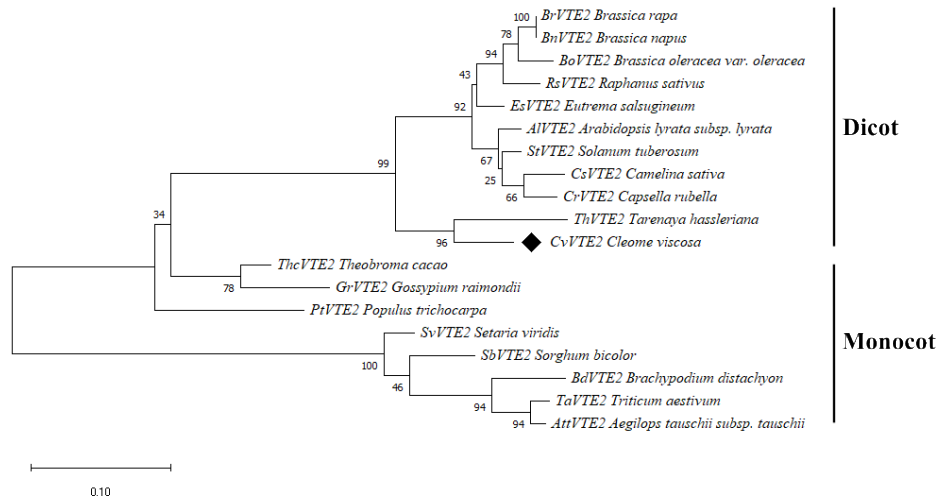 BrVTE2 Brassica rapa
100
BnVTE2 Brassica napus
78
BoVTE2 Brassica oleracea var. oleracea
94
RsVTE2 Raphanus sativus
43
EsVTE2 Eutrema salsugineum
92
AlVTE2 Arabidopsis lyrata subsp. lyrata
Dicot
StVTE2 Solanum tuberosum
67
99
CsVTE2 Camelina sativa
25
CrVTE2 Capsella rubella
66
ThVTE2 Tarenaya hassleriana
34
CvVTE2 Cleome viscosa
96
ThcVTE2 Theobroma cacao
GrVTE2 Gossypium raimondii
78
PtVTE2 Populus trichocarpa
SvVTE2 Setaria viridis
Monocot
SbVTE2 Sorghum bicolor
100
BdVTE2 Brachypodium distachyon
46
TaVTE2 Triticum aestivum
94
AttVTE2 Aegilops tauschii subsp. tauschii
94
0.10